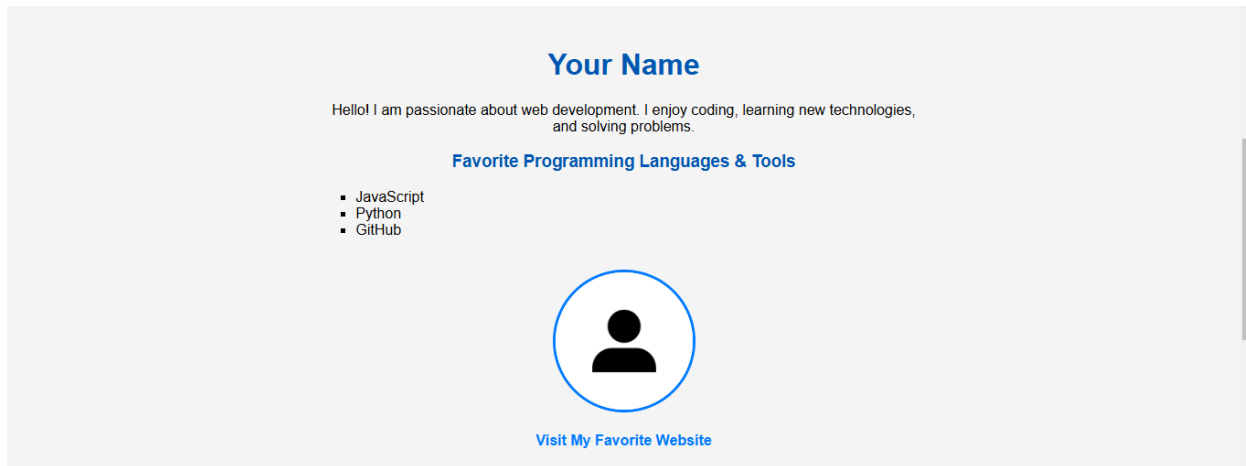 Your Name
Hello! I am passionate about web development. I enjoy coding, learning new technologies,
and solving problems.
Favorite Programming Languages & Tools
JavaScript
Python
GitHub
Visit My Favorite Website